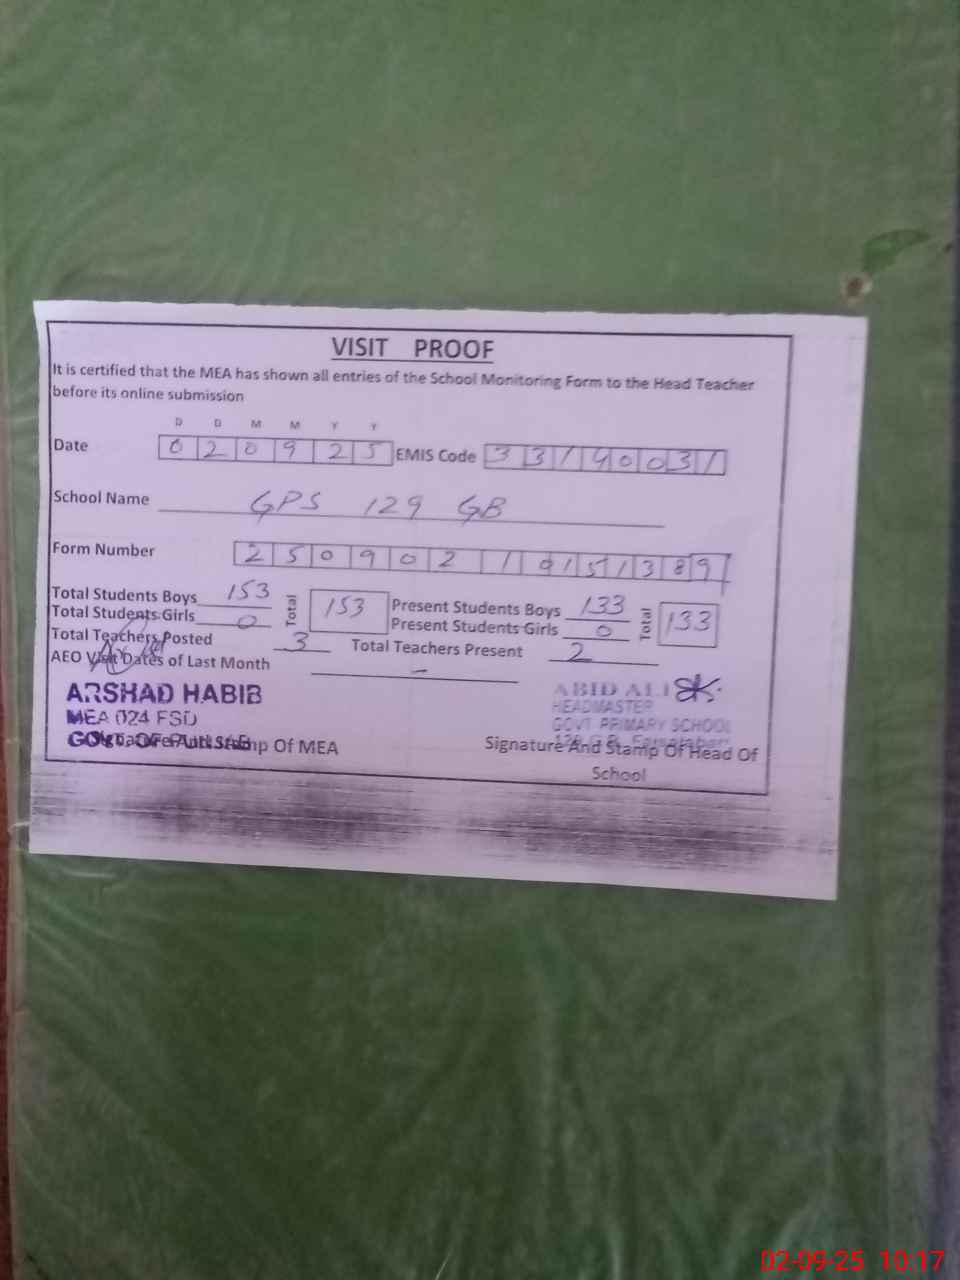 VISIT PROOF
It is certified that the MEA has shown all entries of the School Monitoring Form to the Head Teacher
before its online submission
D D M M Y Y
Date 0 2 0 9 2 5 EMIS Code 3 3 1 4 0 0 3 1
School Name GPS 129 GB
Form Number 2 5 0 9 0 2 1 0 1 5 1 3 8 9
Total Students Boys 153 Total 153 Present Students Boys 133 Total 133
Total Students Girls 0 Present Students Girls 0
Total Teachers Posted 3 Total Teachers Present 2
AEO Visit Dates of Last Month -
ARSHAD HABIB
MEA 024 FSD
GOVT. OF PUNJAB
Signature And Stamp Of MEA
ABID ALI
HEADMASTER
GOVT. PRIMARY SCHOOL
129 G.B. Faisalabad
Signature And Stamp Of Head Of
School
02-09-25 10:17